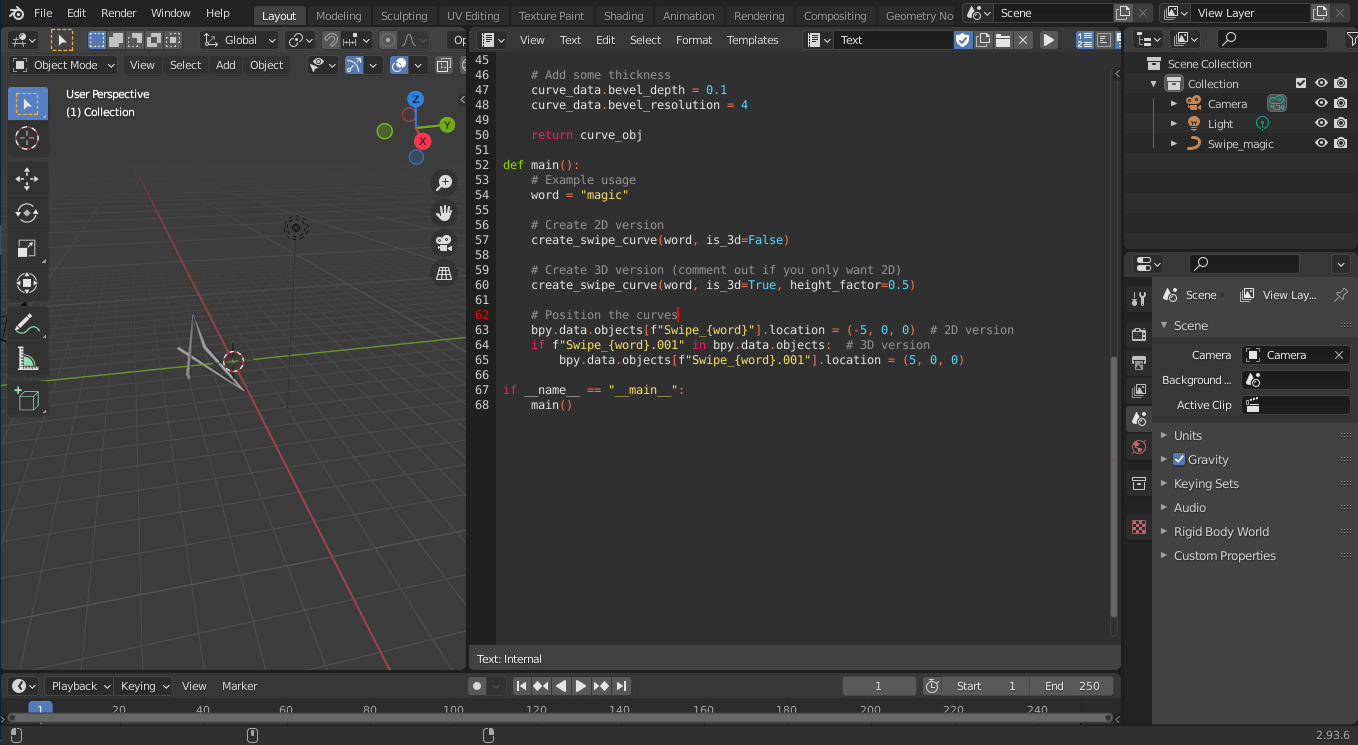 File Edit Render Window Help Layout Modeling Sculpting UV Editing Texture Paint Shading Animation Rendering Compositing Geometry No Scene View Layer
Global Op View Text Edit Select Format Templates Text
Object Mode View Select Add Object
User Perspective
(1) Collection
Z
Y
X
45
46 # Add some thickness
47 curve_data.bevel_depth = 0.1
48 curve_data.bevel_resolution = 4
49
50 return curve_obj
51
52 def main():
53 # Example usage
54 word = "magic"
55
56 # Create 2D version
57 create_swipe_curve(word, is_3d=False)
58
59 # Create 3D version (comment out if you only want 2D)
60 create_swipe_curve(word, is_3d=True, height_factor=0.5)
61
62 # Position the curves
63 bpy.data.objects[f"Swipe_{word}"].location = (-5, 0, 0)  # 2D version
64 if f"Swipe_{word}.001" in bpy.data.objects:  # 3D version
65 bpy.data.objects[f"Swipe_{word}.001"].location = (5, 0, 0)
66
67 if __name__ == "__main__":
68 main()
Text: Internal
Scene Collection
Collection
Camera
Light
Swipe_magic
Scene View Lay...
Scene
Camera Camera
Background ...
Active Clip
Units
Gravity
Keying Sets
Audio
Rigid Body World
Custom Properties
Playback Keying View Marker 1 Start 1 End 250
1 20 40 60 80 100 120 140 160 180 200 220 240
2.93.6